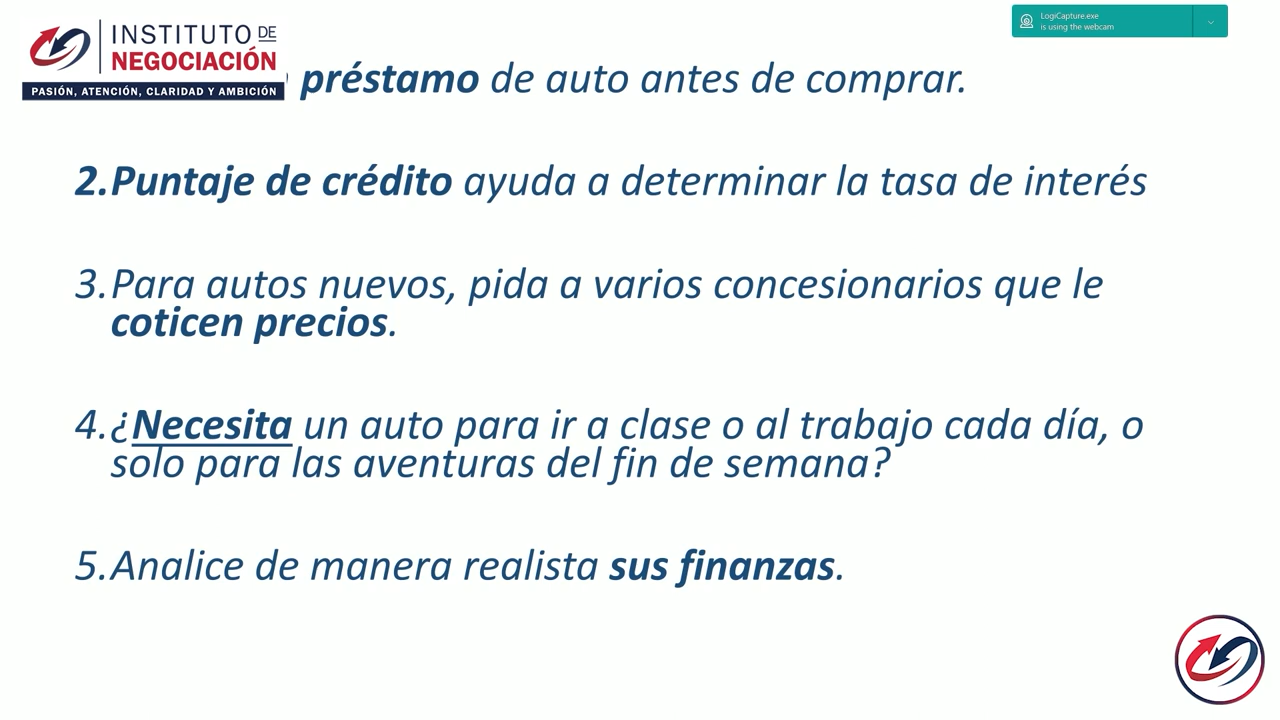 INSTITUTO DE
NEGOCIACIÓN
PASIÓN, ATENCIÓN, CLARIDAD Y AMBICIÓN
LogiCapture.exe
is using the webcam
préstamo de auto antes de comprar.
2.Puntaje de crédito ayuda a determinar la tasa de interés
3.Para autos nuevos, pida a varios concesionarios que le
coticen precios.
4.¿Necesita un auto para ir a clase o al trabajo cada día, o
solo para las aventuras del fin de semana?
5.Analice de manera realista sus finanzas.